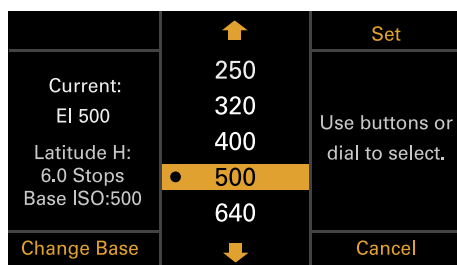 Current:
EI 500
Latitude H:
6.0 Stops
Base ISO:500
Change Base
250
320
400
500
640
Set
Use buttons or
dial to select.
Cancel